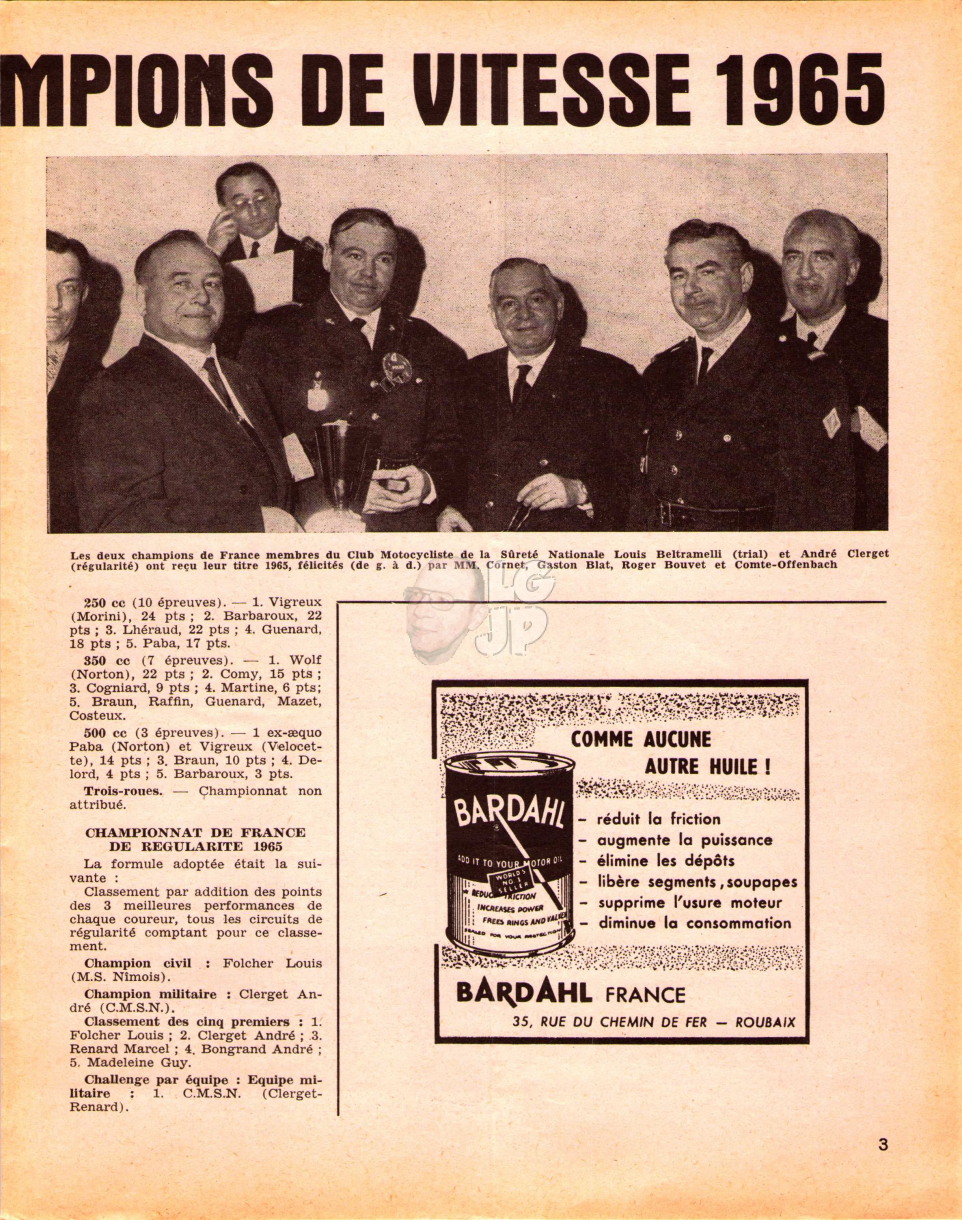 MPIONS DE VITESSE 1965
Les deux champions de France membres du Club Motocycliste de la Sûreté Nationale Louis Beltramelli (trial) et André Clerget
(régularité) ont reçu leur titre 1965, félicités (de g. à d.) par MM. Cornet, Gaston Blat, Roger Bouvet et Comte-Offenbach
LG
JP
250 cc (10 épreuves). — 1. Vigreux
(Morini), 24 pts ; 2. Barbaroux, 22
pts ; 3. Lhéraud, 22 pts ; 4. Guenard,
18 pts ; 5. Paba, 17 pts.
350 cc (7 épreuves). — 1. Wolf
(Norton), 22 pts ; 2. Comy, 15 pts ;
3. Cogniard, 9 pts ; 4. Martine, 6 pts;
5. Braun, Raffin, Guenard, Mazet,
Costeux.
500 cc (3 épreuves). — 1 ex-æquo
Paba (Norton) et Vigreux (Velocet-
te), 14 pts ; 3. Braun, 10 pts ; 4. De-
lord, 4 pts ; 5. Barbaroux, 3 pts.
Trois-roues. — Championnat non
attribué.
CHAMPIONNAT DE FRANCE
DE REGULARITE 1965
La formule adoptée était la sui-
vante :
Classement par addition des points
des 3 meilleures performances de
chaque coureur, tous les circuits de
régularité comptant pour ce classe-
ment.
Champion civil : Folcher Louis
(M.S. Nîmois).
Champion militaire : Clerget An-
dré (C.M.S.N.).
Classement des cinq premiers : 1.
Folcher Louis ; 2. Clerget André ; 3.
Renard Marcel ; 4. Bongrand André ;
5. Madeleine Guy.
Challenge par équipe : Equipe mi-
litaire : 1. C.M.S.N. (Clerget-
Renard).
COMME AUCUNE
AUTRE HUILE !
BARDAHL
ADD IT TO YOUR MOTOR OIL
WORLD'S
NO. 1
SELLER
REDUCES FRICTION
INCREASES POWER
FREES RINGS AND VALVES
SEALED FOR YOUR PROTECTION
– réduit la friction
– augmente la puissance
– élimine les dépôts
– libère segments, soupapes
– supprime l'usure moteur
– diminue la consommation
BARDAHL FRANCE
35, RUE DU CHEMIN DE FER — ROUBAIX
3